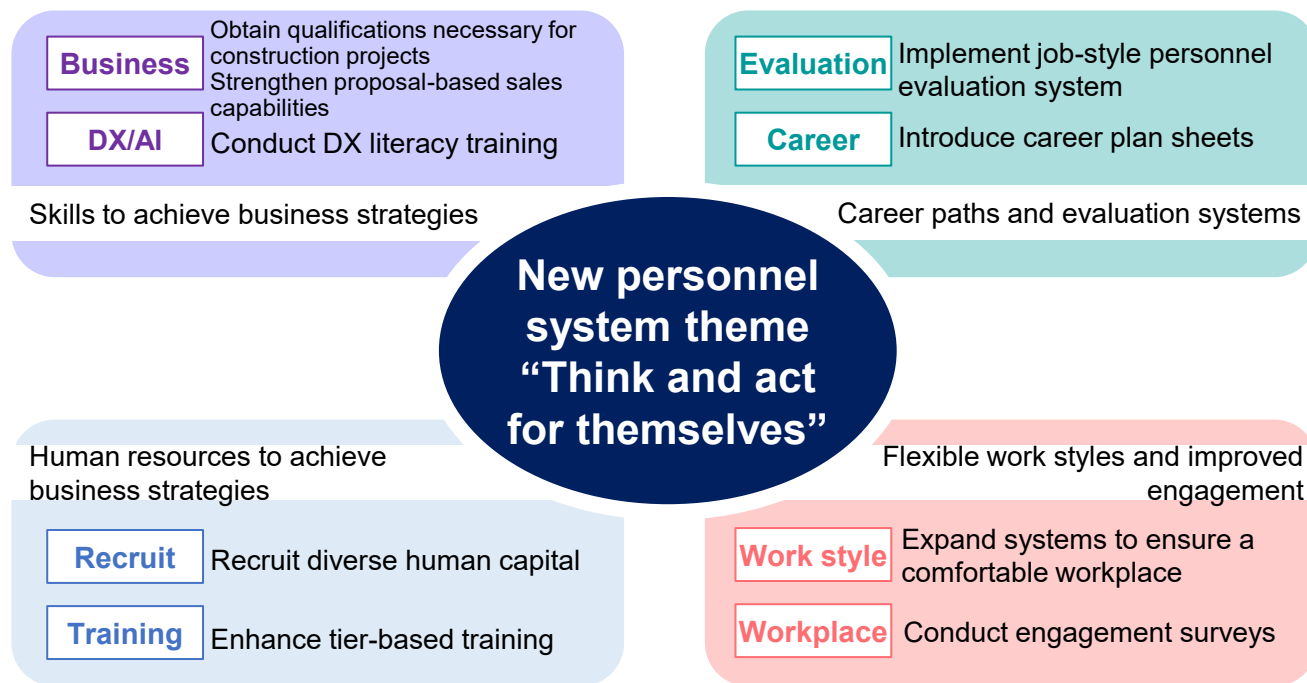 Business
Obtain qualifications necessary for
construction projects
Strengthen proposal-based sales
capabilities
DX/AI
Conduct DX literacy training
Skills to achieve business strategies
Evaluation
Implement job-style personnel
evaluation system
Career
Introduce career plan sheets
Career paths and evaluation systems
New personnel
system theme
“Think and act
for themselves”
Human resources to achieve
business strategies
Recruit
Recruit diverse human capital
Training
Enhance tier-based training
Flexible work styles and improved
engagement
Work style
Expand systems to ensure a
comfortable workplace
Workplace
Conduct engagement surveys